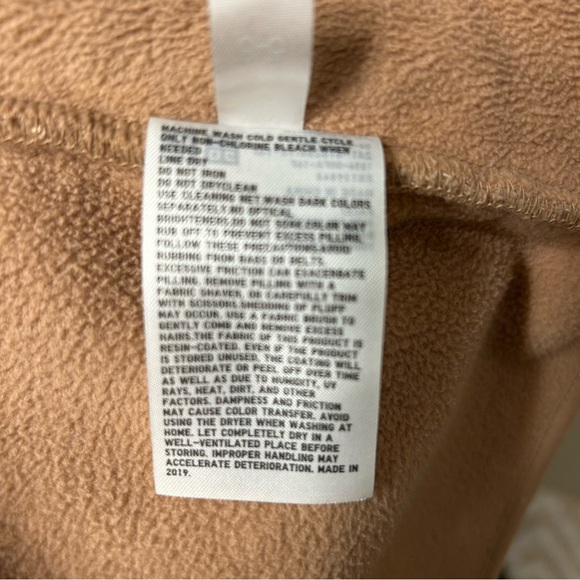 MACHINE WASH COLD GENTLE CYCLE
ONLY NON-CHLORINE BLEACH WHEN
NEEDED
LINE DRY
DO NOT IRON
DO NOT DRYCLEAN
USE CLEANING NET.WASH DARK COLORS
SEPARATELY.NO OPTICAL
BRIGHTENERS.DO NOT SOAK.COLOR MAY
RUB OFF.TO PREVENT EXCESS PILLING,
FOLLOW THESE PRECAUTIONS:AVOID
RUBBING FROM BAGS OR BELTS.
EXCESSIVE FRICTION CAN EXACERBATE
PILLING. REMOVE PILLING WITH A
FABRIC SHAVER, OR CAREFULLY TRIM
WITH SCISSORS.SHEDDING OF FLUFF
MAY OCCUR. USE A FABRIC BRUSH TO
GENTLY COMB AND REMOVE EXCESS
HAIRS.THE FABRIC OF THIS PRODUCT IS
RESIN-COATED. EVEN IF THE PRODUCT
IS STORED UNUSED, THE COATING WILL
DETERIORATE OR PEEL OFF OVER TIME
AS WELL AS DUE TO HUMIDITY, UV
RAYS, HEAT, DIRT, AND OTHER
FACTORS. DAMPNESS AND FRICTION
MAY CAUSE COLOR TRANSFER. AVOID
USING THE DRYER WHEN WASHING AT
HOME. LET COMPLETELY DRY IN A
WELL-VENTILATED PLACE BEFORE
STORING. IMPROPER HANDLING MAY
ACCELERATE DETERIORATION. MADE IN
2019.